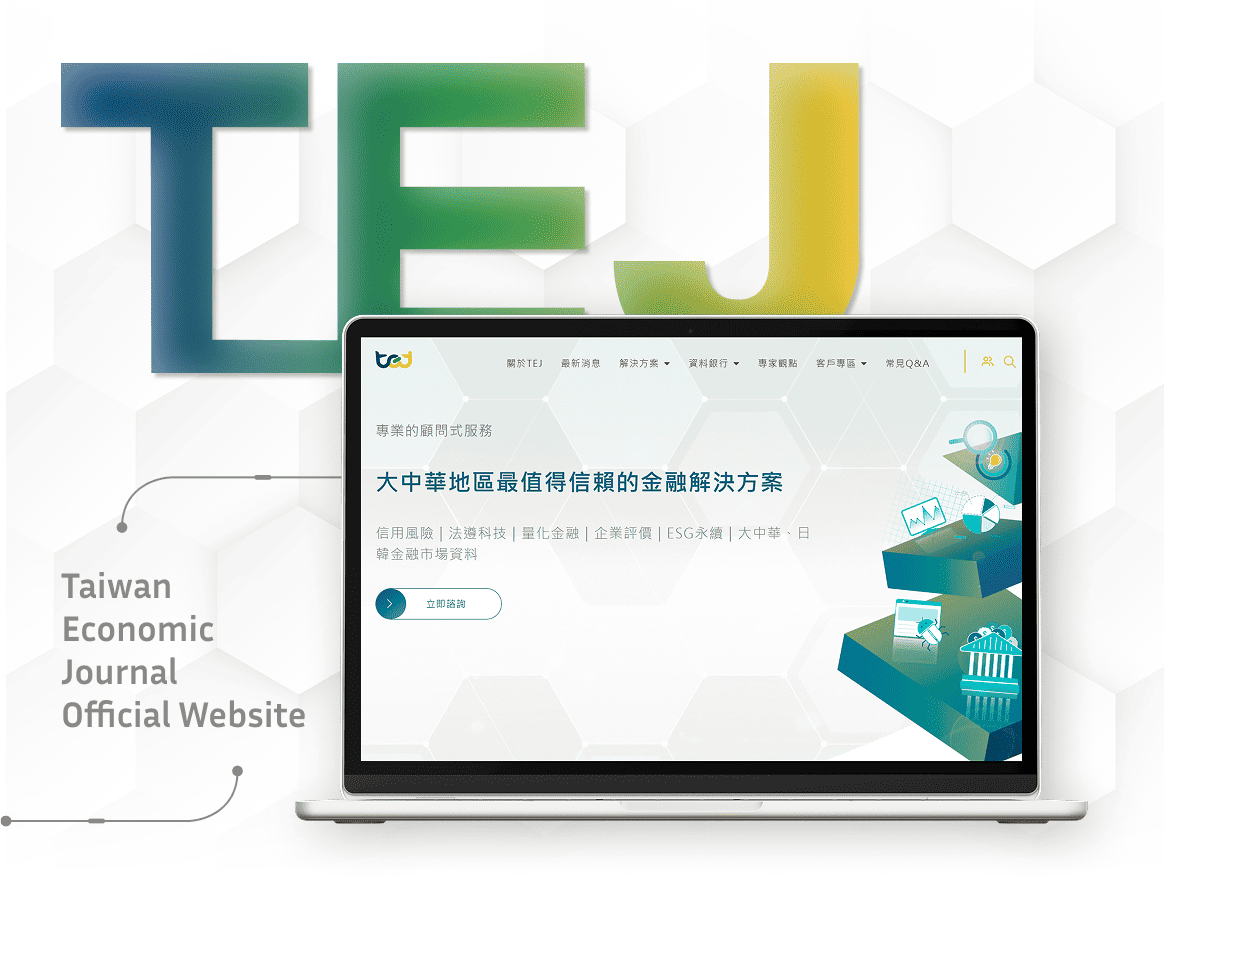 TEJ
tej
關於TEJ 最新消息 解決方案 資料銀行 專家觀點 客戶專區 常見Q&A
專業的顧問式服務
大中華地區最值得信賴的金融解決方案
信用風險 | 法遵科技 | 量化金融 | 企業評價 | ESG永續 | 大中華、日
韓金融市場資料
立即諮詢
Taiwan
Economic
Journal
Official Website